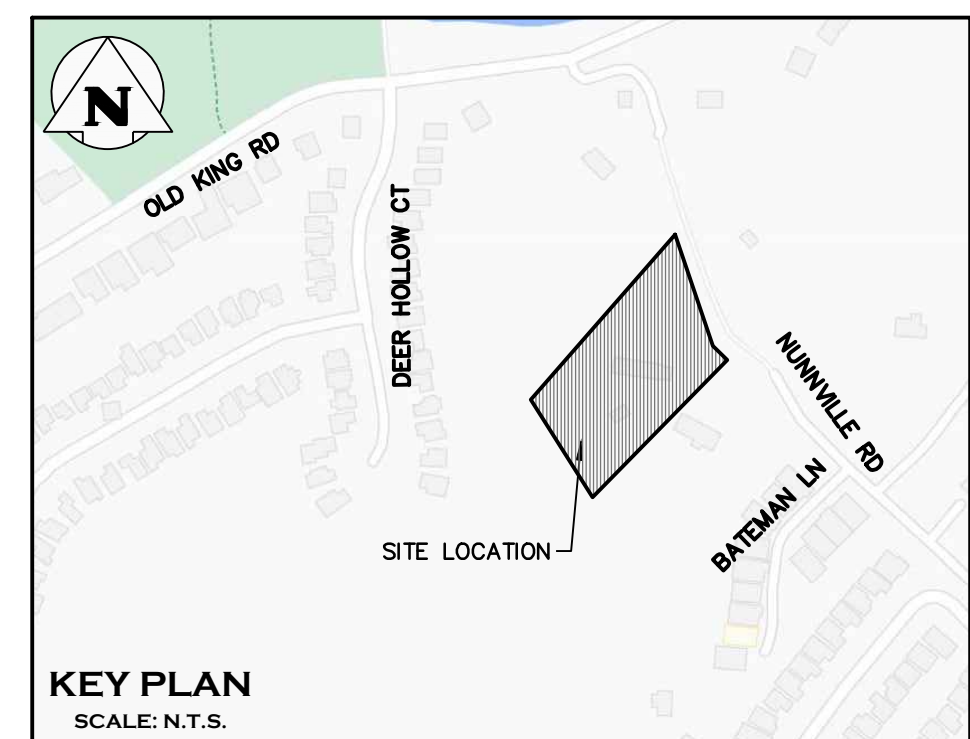 N
OLD KING RD
DEER HOLLOW CT
NUNNVILLE RD
BATEMAN LN
SITE LOCATION
KEY PLAN
SCALE: N.T.S.